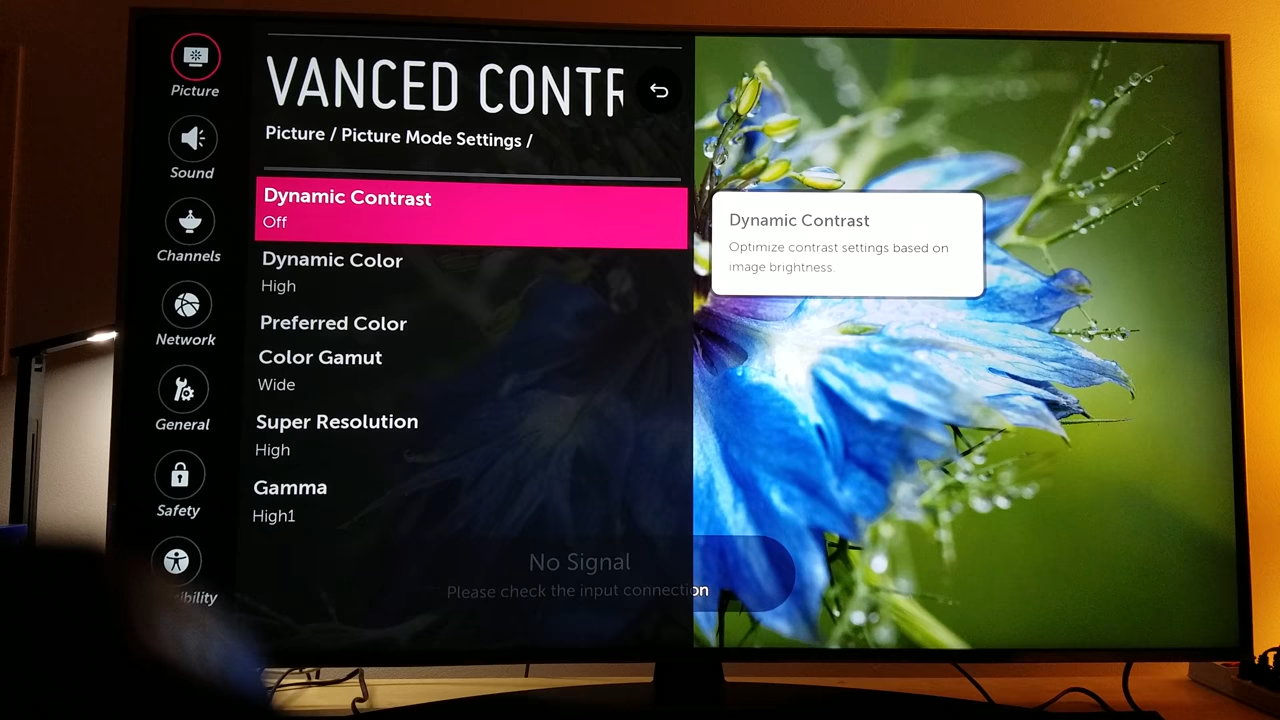 Picture
Sound
Channels
Network
General
Safety
VANCED CONTR
Picture / Picture Mode Settings /
Dynamic Contrast
Off
Dynamic Color
High
Preferred Color
Color Gamut
Wide
Super Resolution
High
Gamma
High1
Dynamic Contrast
Optimize contrast settings based on
image brightness.
No Signal
Please check the input connection